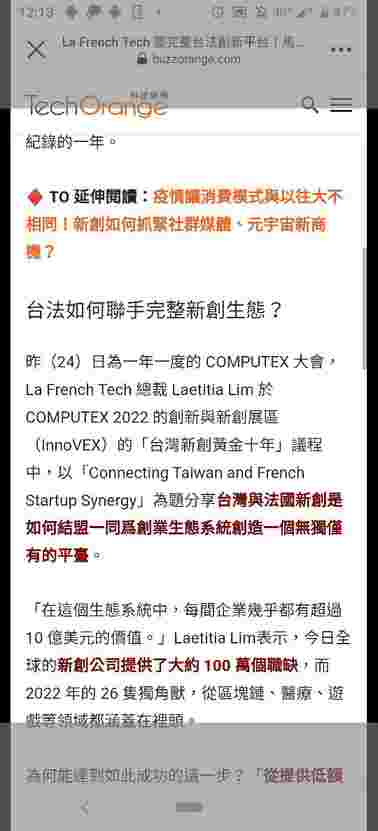 12:13
La French Tech 要完整台法創新平台！馬...
buzzorange.com
TechOrange
科技報橘
紀錄的一年。
TO 延伸閱讀：疫情讓消費模式與以往大不
相同！新創如何抓緊社群媒體、元宇宙新商
機？
台法如何聯手完整新創生態？
昨（24）日為一年一度的 COMPUTEX 大會，
La French Tech 總裁 Laetitia Lim 於
COMPUTEX 2022 的創新與新創展區
（InnoVEX）的「台灣新創黃金十年」議程
中，以「Connecting Taiwan and French
Startup Synergy」為題分享台灣與法國新創是
如何結盟一同爲創業生態系統創造一個無獨僅
有的平臺。
「在這個生態系統中，每間企業幾乎都有超過
10 億美元的價值。」Laetitia Lim表示，今日全
球的新創公司提供了大約 100 萬個職缺，而
2022 年的 26 隻獨角獸，從區塊鏈、醫療、遊
戲等領域都涵蓋在裡頭。
為何能達到如此成功的這一步？「從提供低額